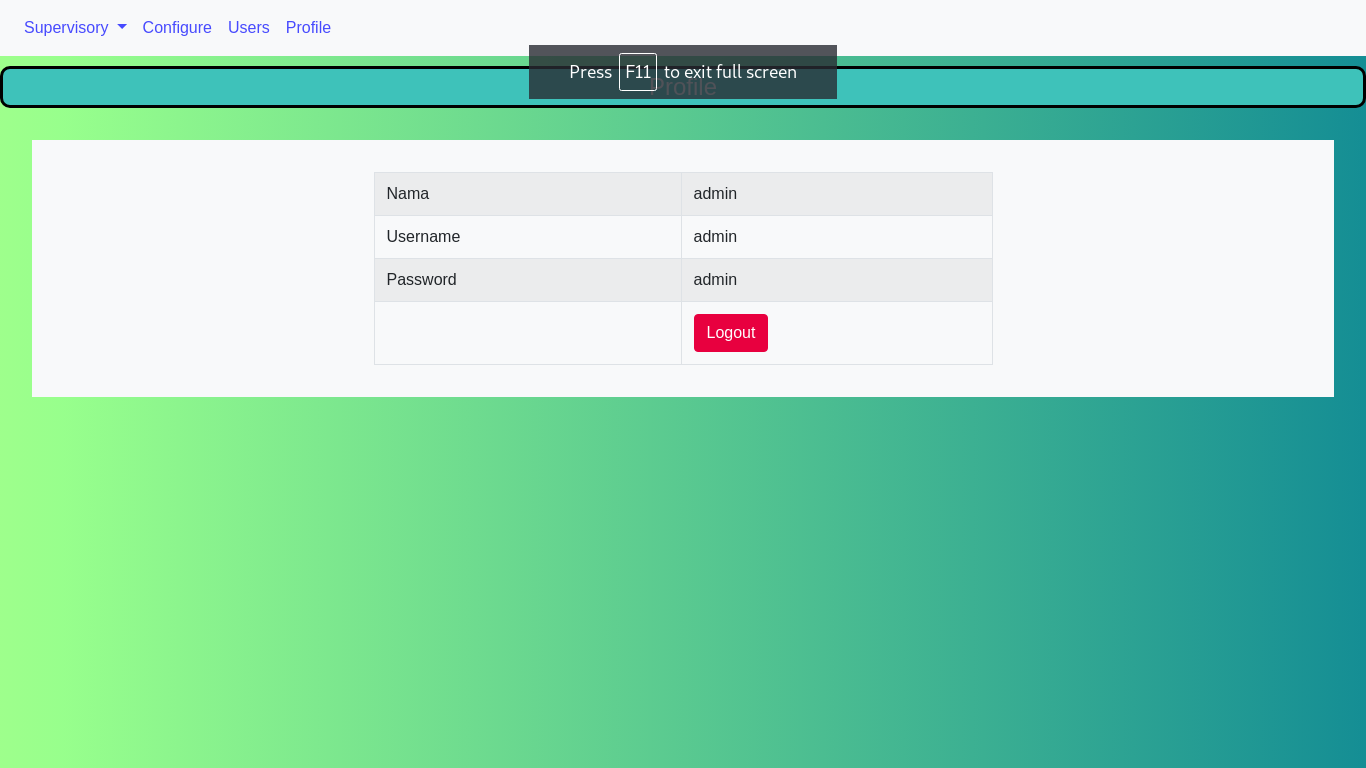 Supervisory Configure Users Profile
Press F11 to exit full screen
Profile
Nama admin
Username admin
Password admin
Logout